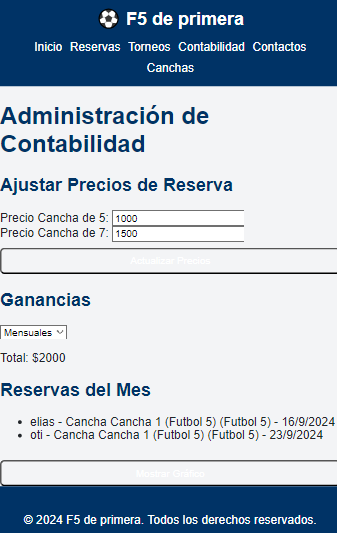 F5 de primera
Inicio Reservas Torneos Contabilidad Contactos
Canchas
Administración de
Contabilidad
Ajustar Precios de Reserva
Precio Cancha de 5: 1000
Precio Cancha de 7: 1500
Actualizar Precios
Ganancias
Mensuales
Total: $2000
Reservas del Mes
elias - Cancha Cancha 1 (Futbol 5) (Futbol 5) - 16/9/2024
oti - Cancha Cancha 1 (Futbol 5) (Futbol 5) - 23/9/2024
Mostrar Gráfico
© 2024 F5 de primera. Todos los derechos reservados.